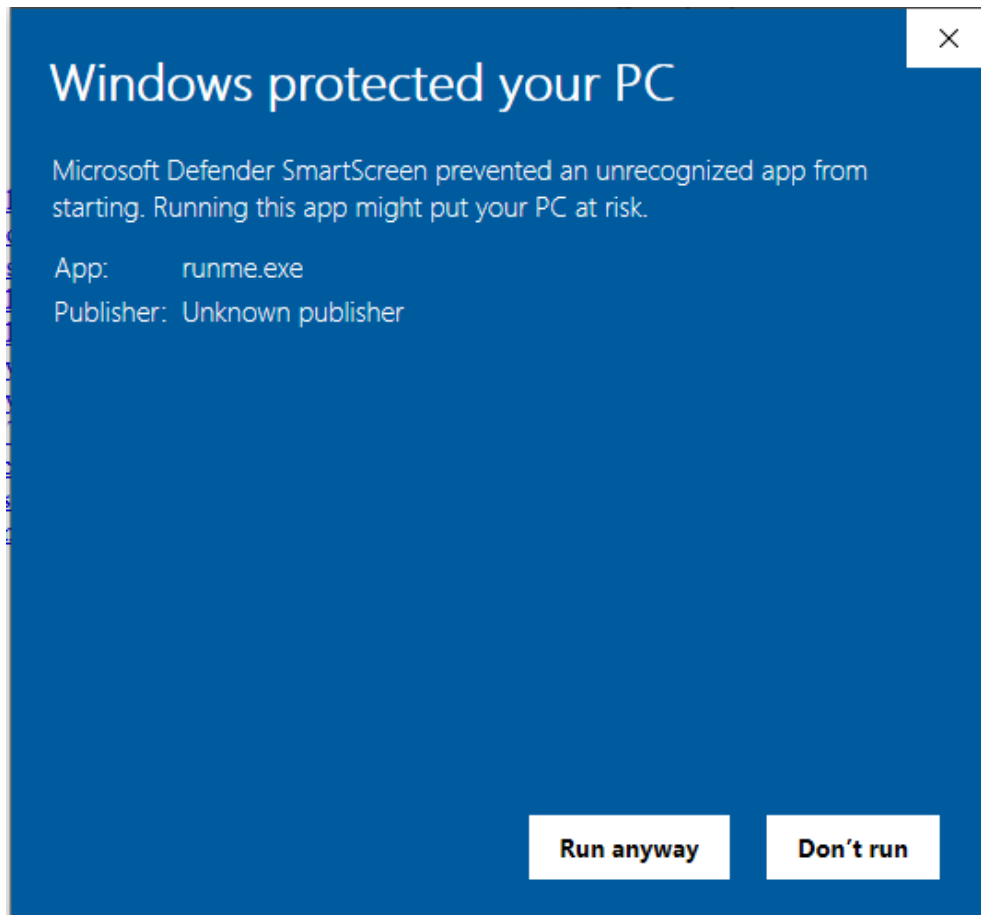 Windows protected your PC
Microsoft Defender SmartScreen prevented an unrecognized app from
starting. Running this app might put your PC at risk.
App: runme.exe
Publisher: Unknown publisher
Run anyway
Don’t run